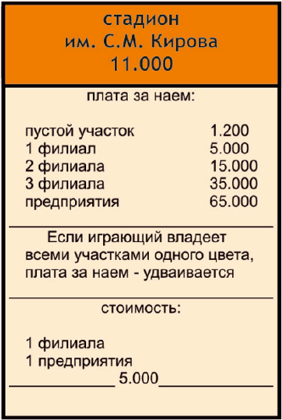 стадион
им. С.М. Кирова
11.000
плата за наем:
пустой участок 1.200
1 филиал 5.000
2 филиала 15.000
3 филиала 35.000
предприятия 65.000
Если играющий владеет
всеми участками одного цвета,
плата за наем - удваивается
стоимость:
1 филиала
1 предприятия
5.000